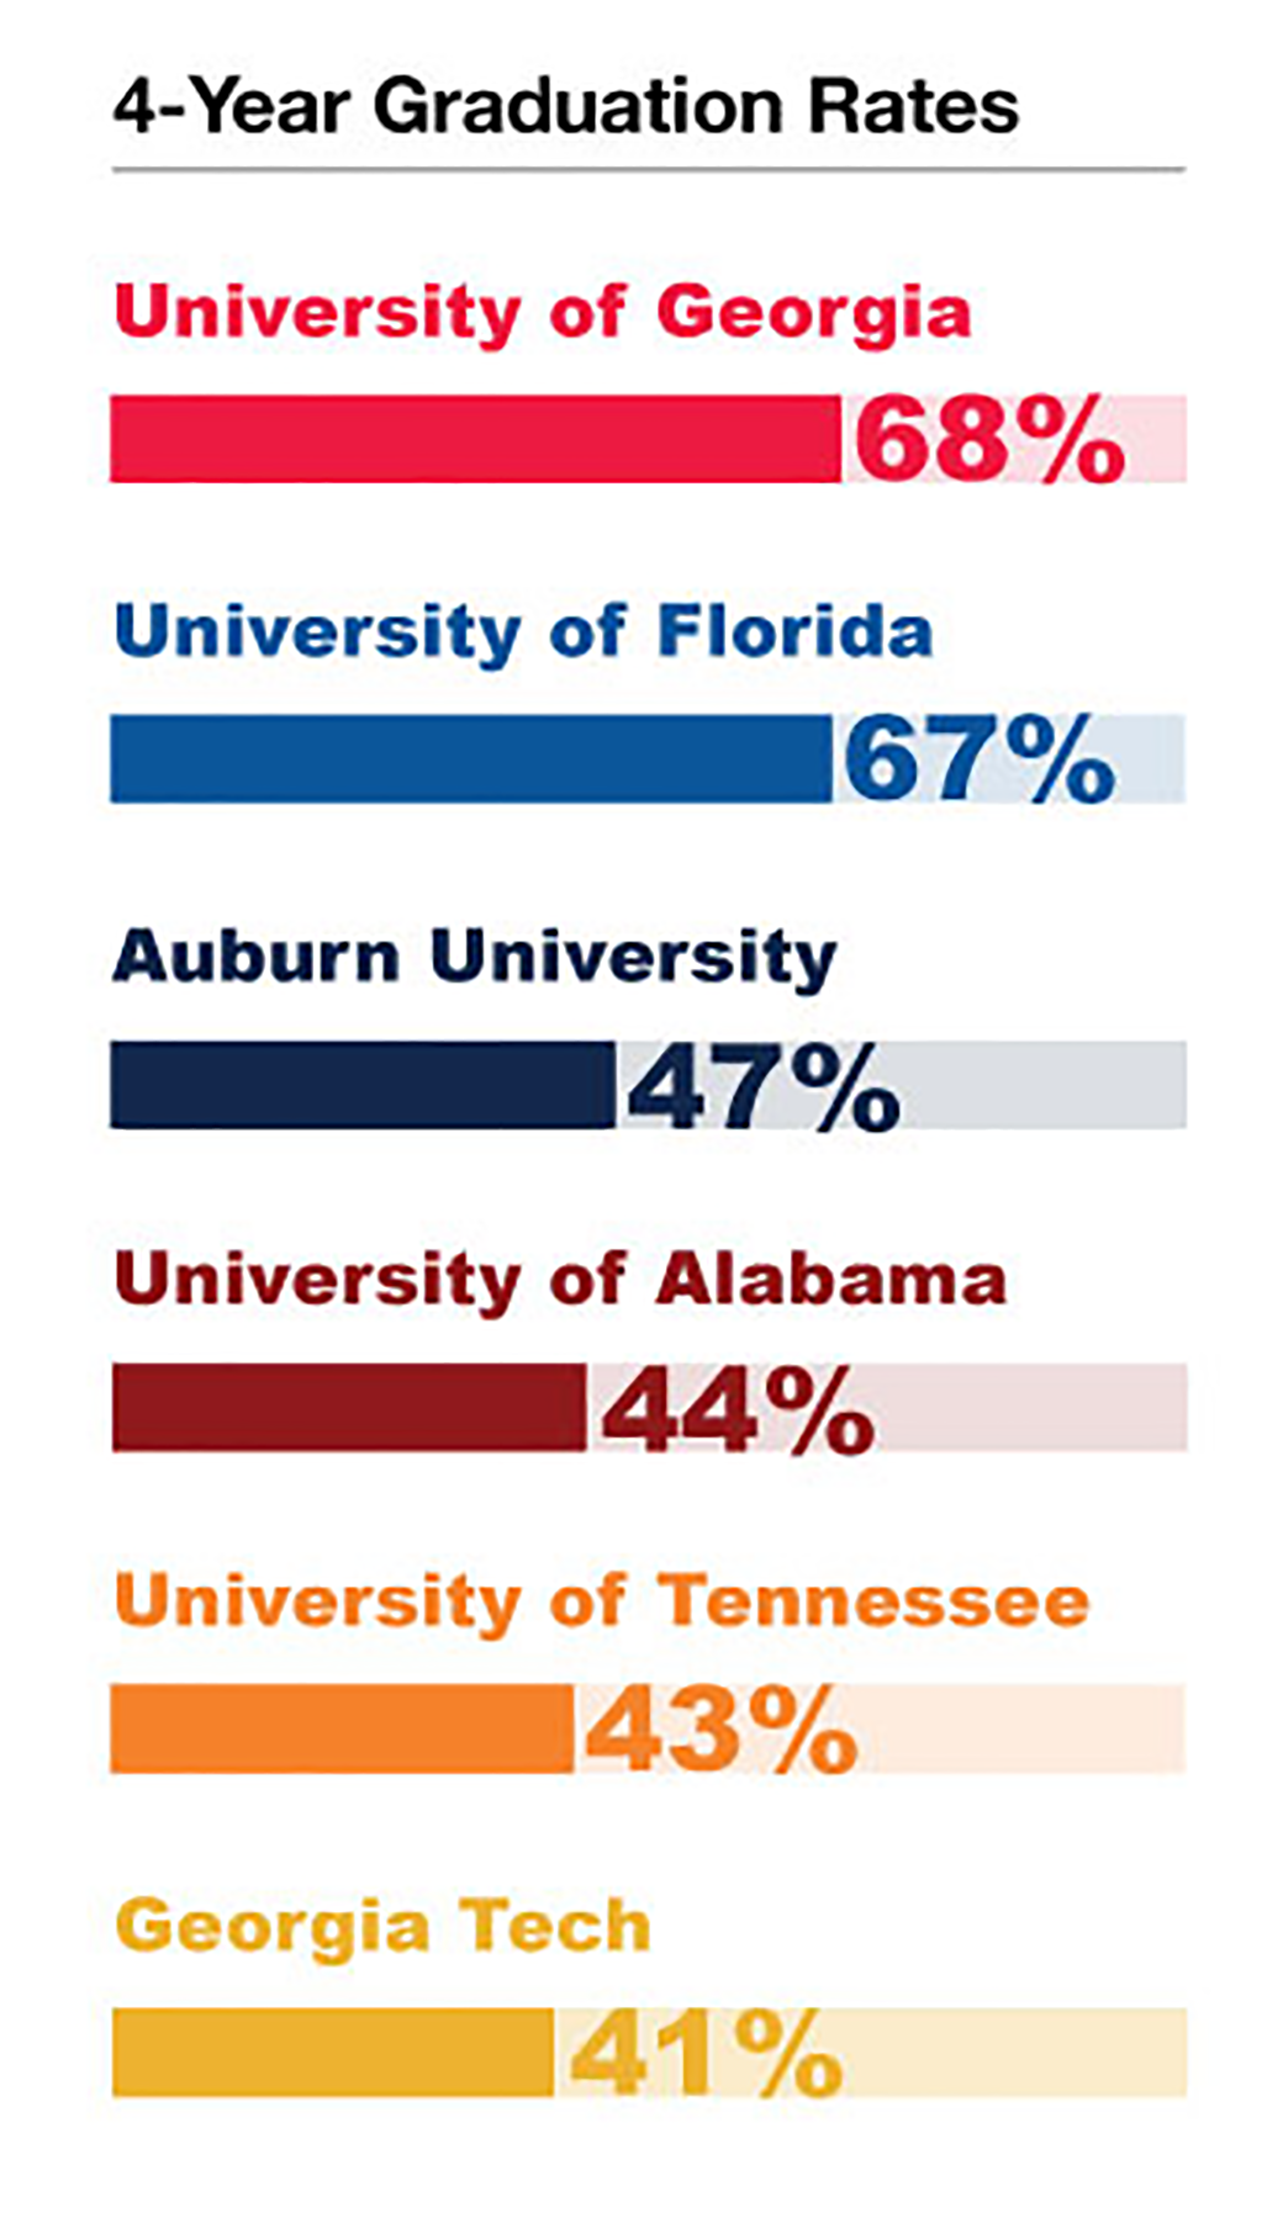 4-Year Graduation Rates
University of Georgia
68%
University of Florida
67%
Auburn University
47%
University of Alabama
44%
University of Tennessee
43%
Georgia Tech
41%